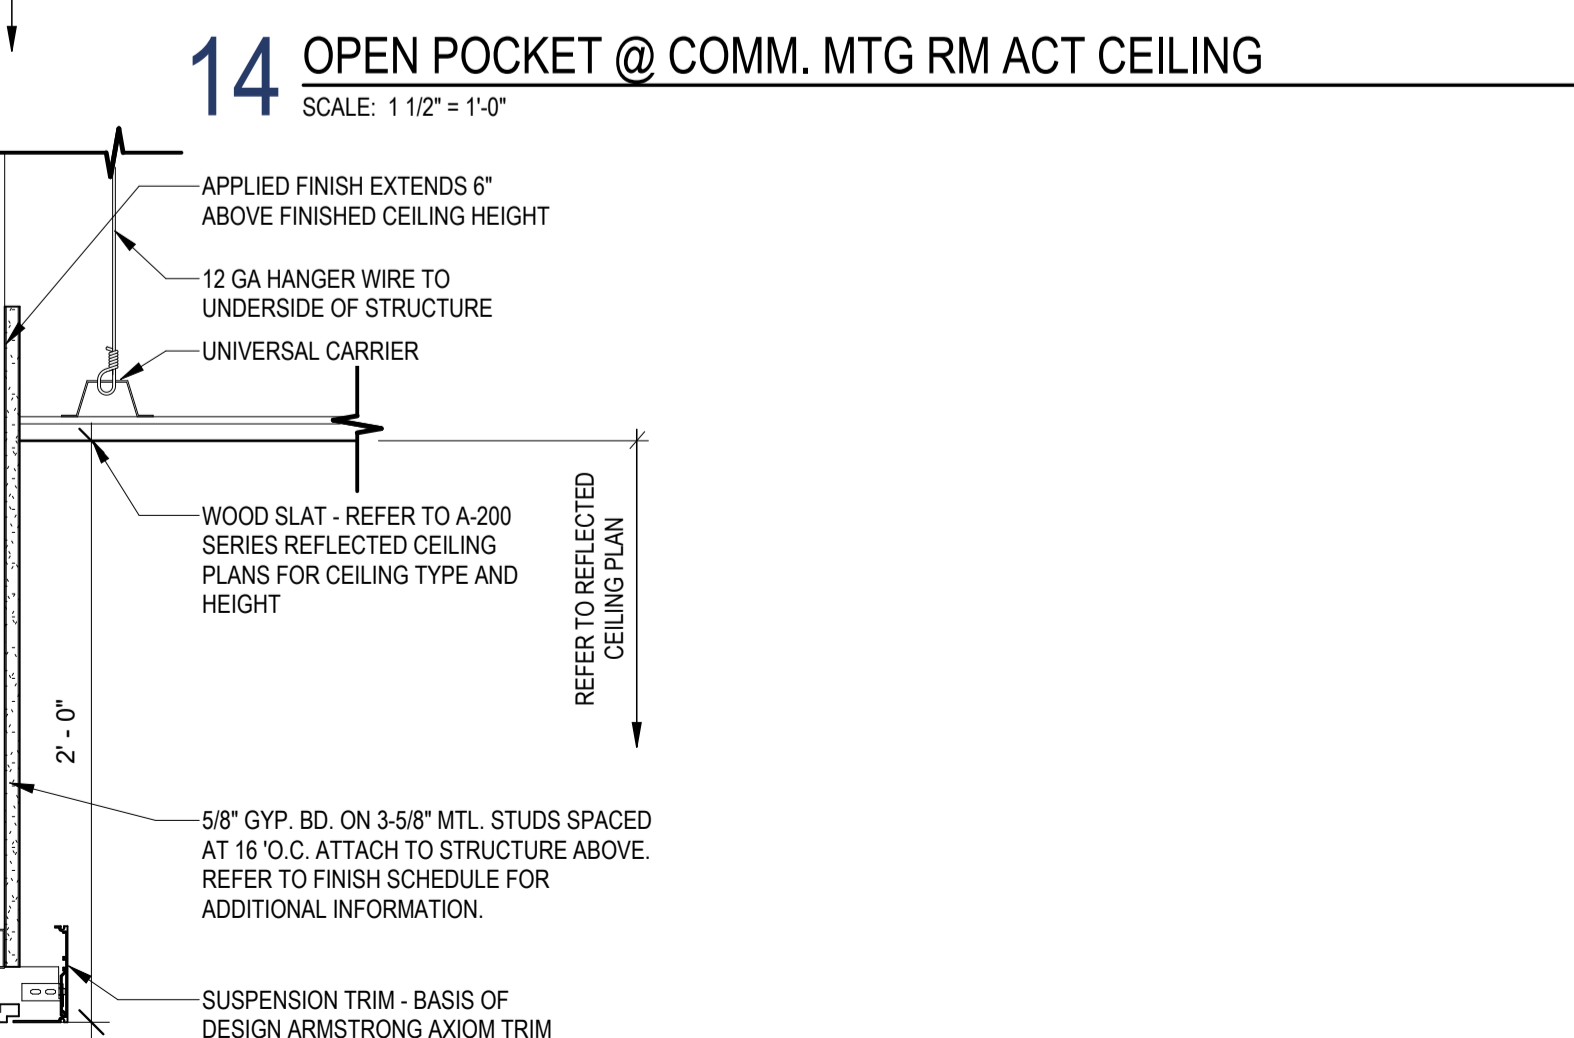 14 OPEN POCKET @ COMM. MTG RM ACT CEILING
SCALE: 1 1/2" = 1'-0"
APPLIED FINISH EXTENDS 6"
ABOVE FINISHED CEILING HEIGHT
12 GA HANGER WIRE TO
UNDERSIDE OF STRUCTURE
UNIVERSAL CARRIER
WOOD SLAT - REFER TO A-200
SERIES REFLECTED CEILING
PLANS FOR CEILING TYPE AND
HEIGHT
REFER TO REFLECTED
CEILING PLAN
2' - 0"
5/8" GYP. BD. ON 3-5/8" MTL. STUDS SPACED
AT 16 'O.C. ATTACH TO STRUCTURE ABOVE.
REFER TO FINISH SCHEDULE FOR
ADDITIONAL INFORMATION.
SUSPENSION TRIM - BASIS OF
DESIGN ARMSTRONG AXIOM TRIM